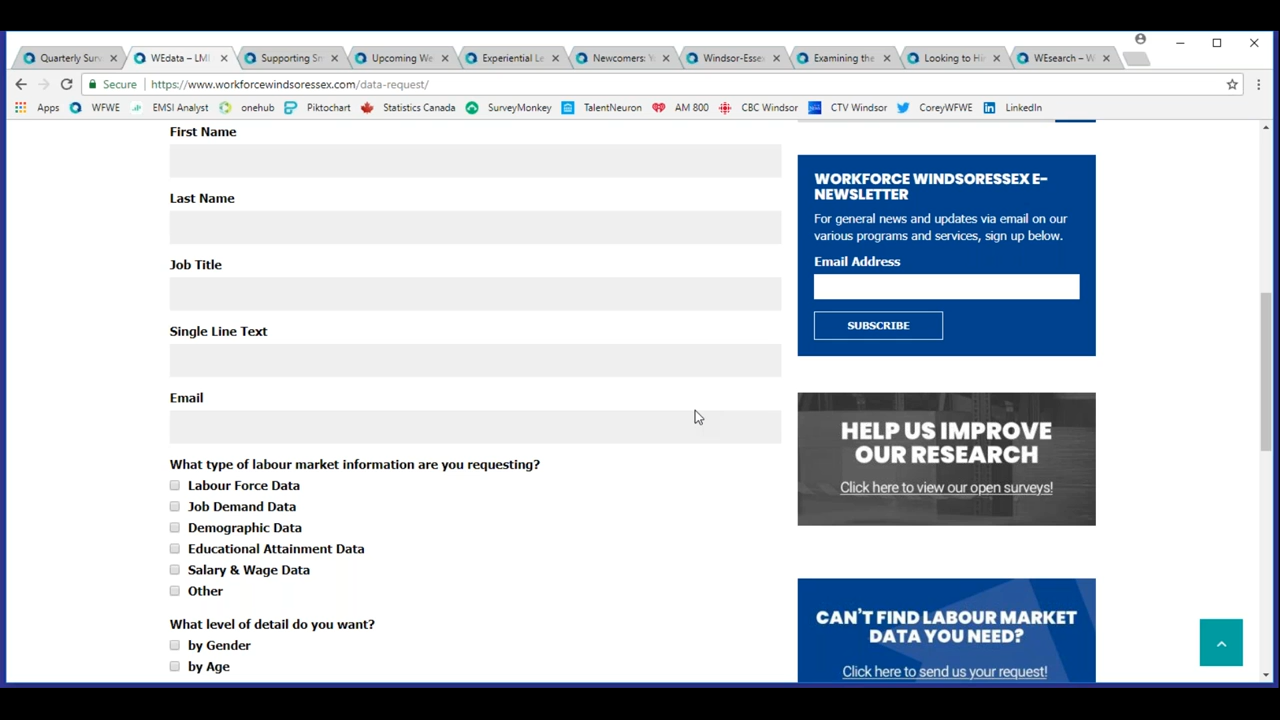 Quarterly Sur
WEdata – LMI
Supporting Sm
Upcoming We
Experiential Le
Newcomers: Y
Windsor-Essex
Examining the
Looking to Hi
WEsearch – W
Secure
https://www.workforcewindsoressex.com/data-request/
Apps
WFWE
EMSI Analyst
onehub
Piktochart
Statistics Canada
SurveyMonkey
TalentNeuron
AM 800
CBC Windsor
CTV Windsor
CoreyWFWE
LinkedIn
First Name
Last Name
Job Title
Single Line Text
Email
What type of labour market information are you requesting?
Labour Force Data
Job Demand Data
Demographic Data
Educational Attainment Data
Salary & Wage Data
Other
What level of detail do you want?
by Gender
by Age
WORKFORCE WINDSORESSEX E-
NEWSLETTER
For general news and updates via email on our
various programs and services, sign up below.
Email Address
SUBSCRIBE
HELP US IMPROVE
OUR RESEARCH
Click here to view our open surveys!
CAN'T FIND LABOUR MARKET
DATA YOU NEED?
Click here to send us your request!